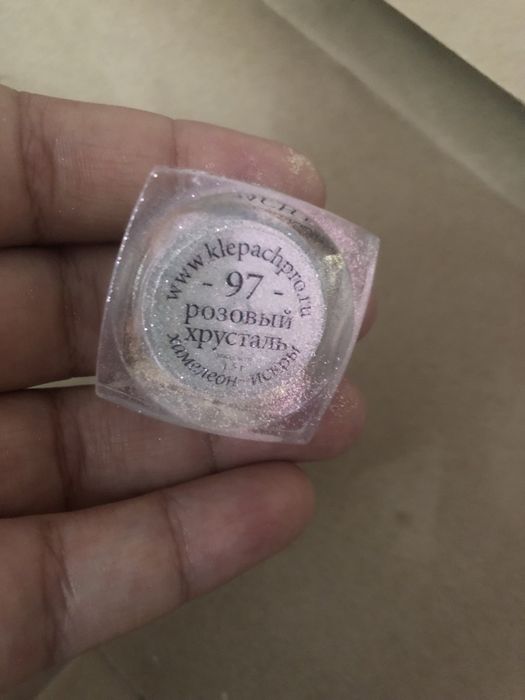 www.klepachpro.ru
- 97 -
розовый
хрусталь
хамелеон-искры